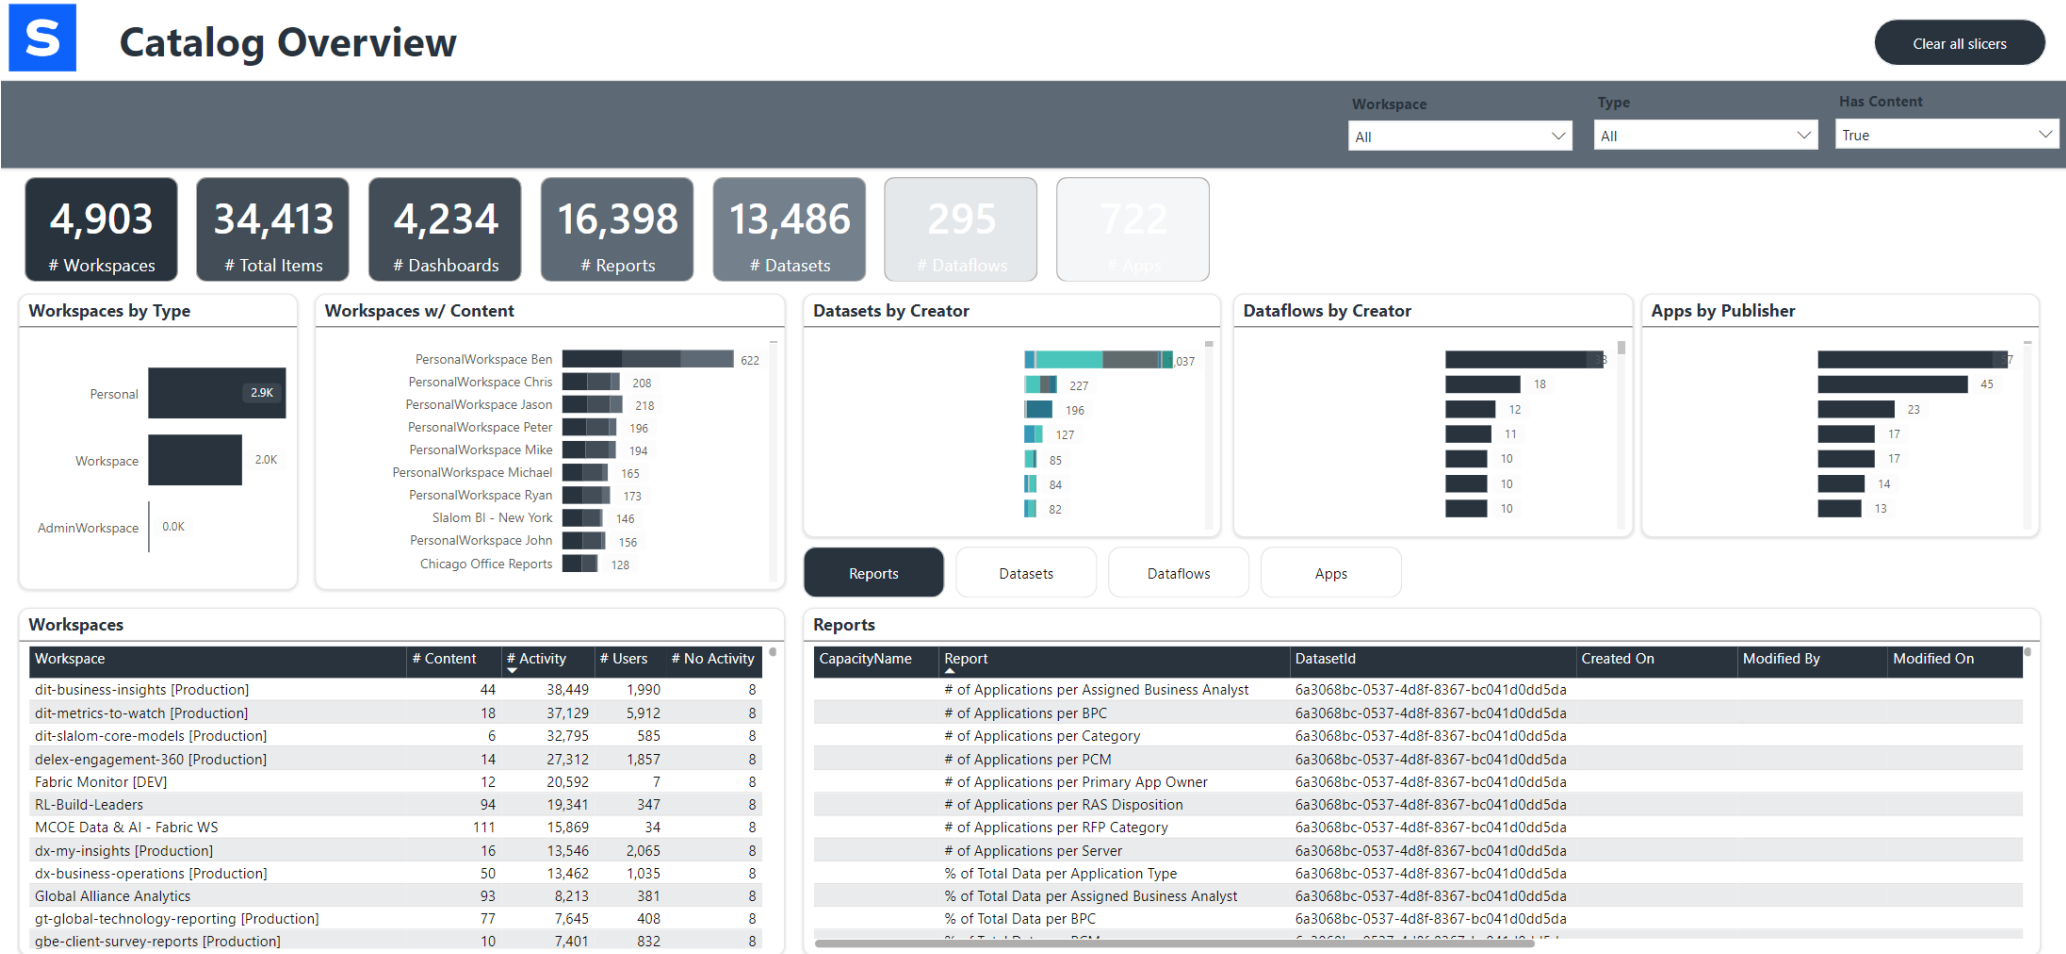 S
Catalog Overview
Clear all slicers
Workspace
All
Type
All
Has Content
True
4,903
# Workspaces
34,413
# Total Items
4,234
# Dashboards
16,398
# Reports
13,486
# Datasets
295
# Dataflows
722
# Apps
Workspaces by Type
Personal 2.9K
Workspace 2.0K
AdminWorkspace 0.0K
Workspaces w/ Content
PersonalWorkspace Ben 622
PersonalWorkspace Chris 208
PersonalWorkspace Jason 218
PersonalWorkspace Peter 196
PersonalWorkspace Mike 194
PersonalWorkspace Michael 165
PersonalWorkspace Ryan 173
Slalom BI - New York 146
PersonalWorkspace John 156
Chicago Office Reports 128
Datasets by Creator
,037
227
196
127
85
84
82
Dataflows by Creator
18
12
11
10
10
10
Apps by Publisher
45
23
17
17
14
13
Reports
Datasets
Dataflows
Apps
Workspaces
Workspace # Content # Activity # Users # No Activity
dit-business-insights [Production] 44 38,449 1,990 8
dit-metrics-to-watch [Production] 18 37,129 5,912 8
dit-slalom-core-models [Production] 6 32,795 585 8
delex-engagement-360 [Production] 14 27,312 1,857 8
Fabric Monitor [DEV] 12 20,592 7 8
RL-Build-Leaders 94 19,341 347 8
MCOE Data & AI - Fabric WS 111 15,869 34 8
dx-my-insights [Production] 16 13,546 2,065 8
dx-business-operations [Production] 50 13,462 1,035 8
Global Alliance Analytics 93 8,213 381 8
gt-global-technology-reporting [Production] 77 7,645 408 8
gbe-client-survey-reports [Production] 10 7,401 832 8
Reports
CapacityName Report DatasetId Created On Modified By Modified On
# of Applications per Assigned Business Analyst 6a3068bc-0537-4d8f-8367-bc041d0dd5da
# of Applications per BPC 6a3068bc-0537-4d8f-8367-bc041d0dd5da
# of Applications per Category 6a3068bc-0537-4d8f-8367-bc041d0dd5da
# of Applications per PCM 6a3068bc-0537-4d8f-8367-bc041d0dd5da
# of Applications per Primary App Owner 6a3068bc-0537-4d8f-8367-bc041d0dd5da
# of Applications per RAS Disposition 6a3068bc-0537-4d8f-8367-bc041d0dd5da
# of Applications per RFP Category 6a3068bc-0537-4d8f-8367-bc041d0dd5da
# of Applications per Server 6a3068bc-0537-4d8f-8367-bc041d0dd5da
% of Total Data per Application Type 6a3068bc-0537-4d8f-8367-bc041d0dd5da
% of Total Data per Assigned Business Analyst 6a3068bc-0537-4d8f-8367-bc041d0dd5da
% of Total Data per BPC 6a3068bc-0537-4d8f-8367-bc041d0dd5da